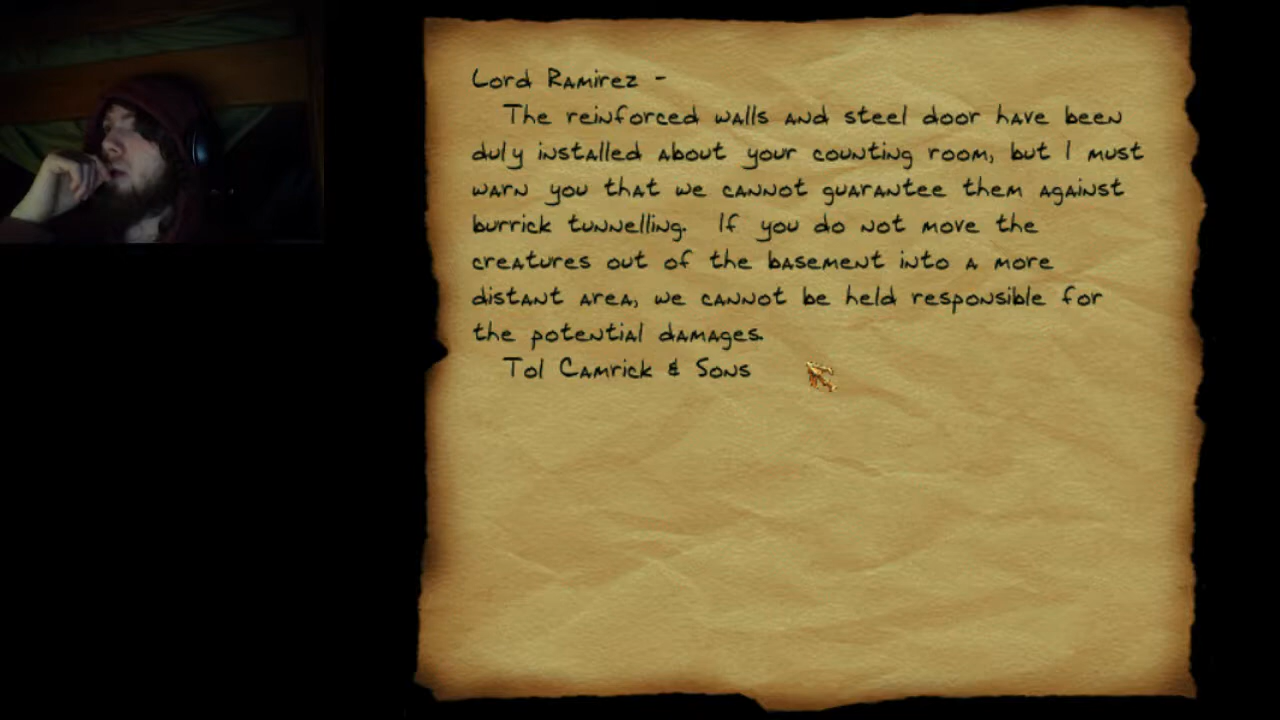 Lord Ramirez -
The reinforced walls and steel door have been
duly installed about your counting room, but I must
warn you that we cannot guarantee them against
burrick tunnelling. If you do not move the
creatures out of the basement into a more
distant area, we cannot be held responsible for
the potential damages.
Tol Camrick & Sons